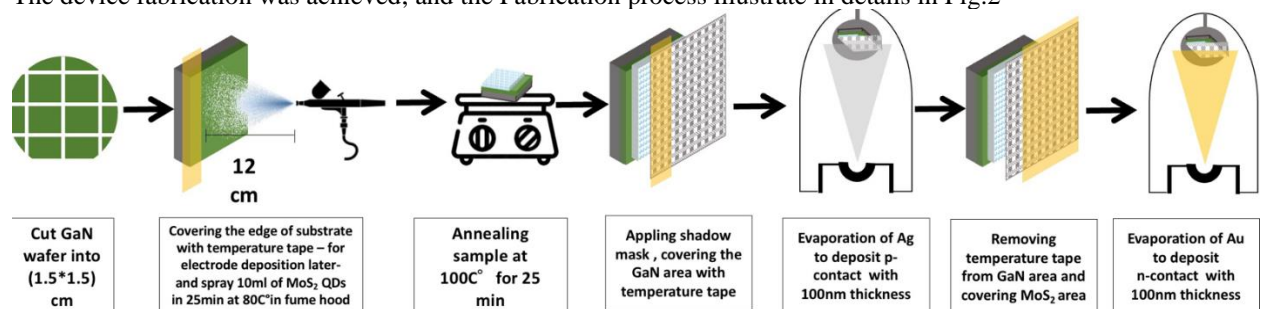 The device fabrication was achieved, and the Fabrication process illustrate in details in Fig.2
12
cm
Cut GaN
wafer into
(1.5*1.5)
cm
Covering the edge of substrate
with temperature tape – for
electrode deposition later-
and spray 10ml of MoS₂ QDs
in 25min at 80C°in fume hood
Annealing
sample at
100C° for 25
min
Appling shadow
mask , covering the
GaN area with
temperature tape
Evaporation of Ag
to deposit p-
contact with
100nm thickness
Removing
temperature tape
from GaN area and
covering MoS₂ area
Evaporation of Au
to deposit
n-contact with
100nm thickness